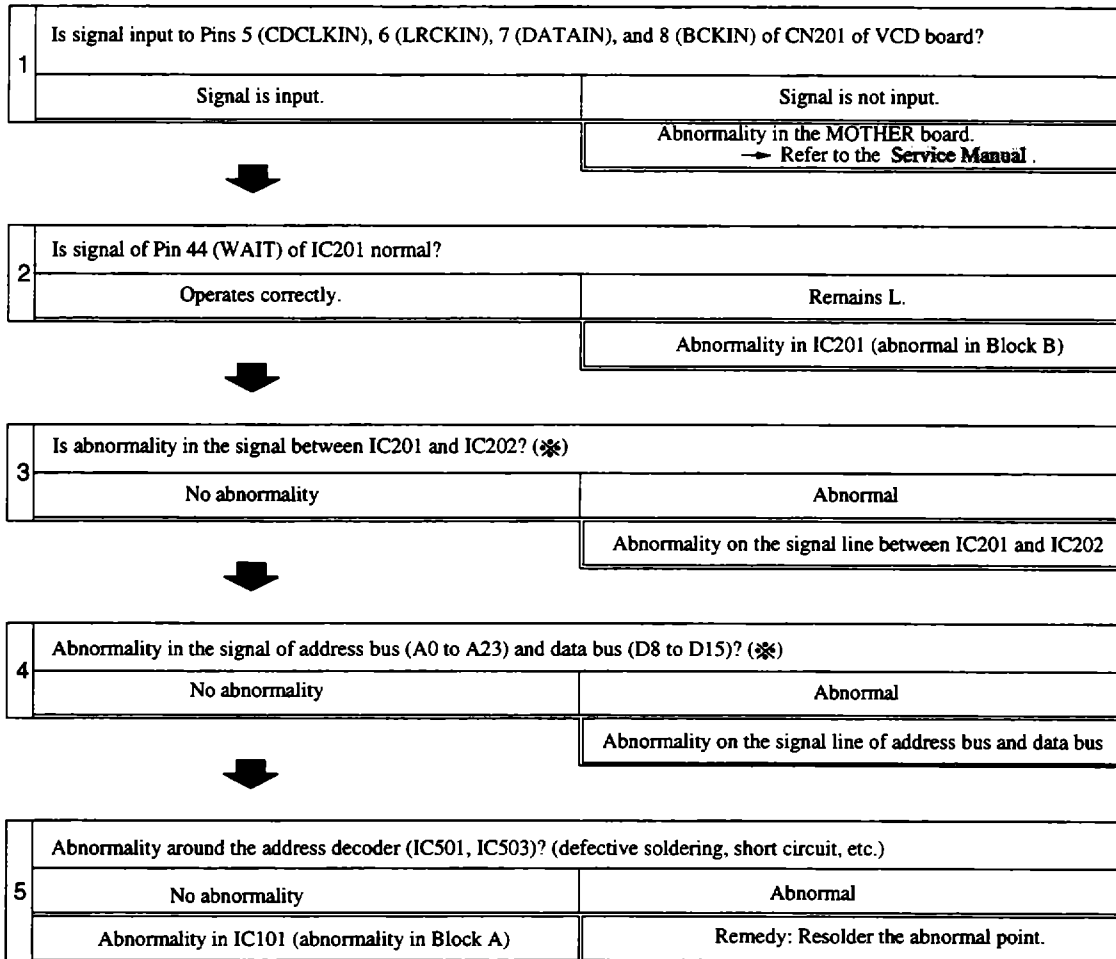 1
Is signal input to Pins 5 (CDCLKIN), 6 (LRCKIN), 7 (DATAIN), and 8 (BCKIN) of CN201 of VCD board?
Signal is input.
Signal is not input.
Abnormality in the MOTHER board.
→ Refer to the Service Manual.
2
Is signal of Pin 44 (WAIT) of IC201 normal?
Operates correctly.
Remains L.
Abnormality in IC201 (abnormal in Block B)
3
Is abnormality in the signal between IC201 and IC202? (※)
No abnormality
Abnormal
Abnormality on the signal line between IC201 and IC202
4
Abnormality in the signal of address bus (A0 to A23) and data bus (D8 to D15)? (※)
No abnormality
Abnormal
Abnormality on the signal line of address bus and data bus
5
Abnormality around the address decoder (IC501, IC503)? (defective soldering, short circuit, etc.)
No abnormality
Abnormal
Abnormality in IC101 (abnormality in Block A)
Remedy: Resolder the abnormal point.